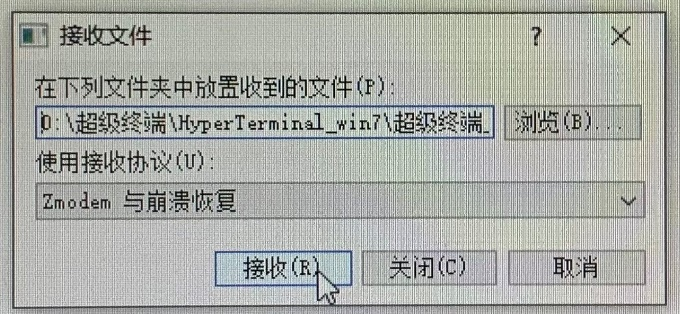 接收文件
在下列文件夹中放置收到的文件(P):
D:\超级终端\HyperTerminal_win7\超级终端_
浏览(B)...
使用接收协议(U):
Zmodem 与崩溃恢复
接收(R)
关闭(C)
取消